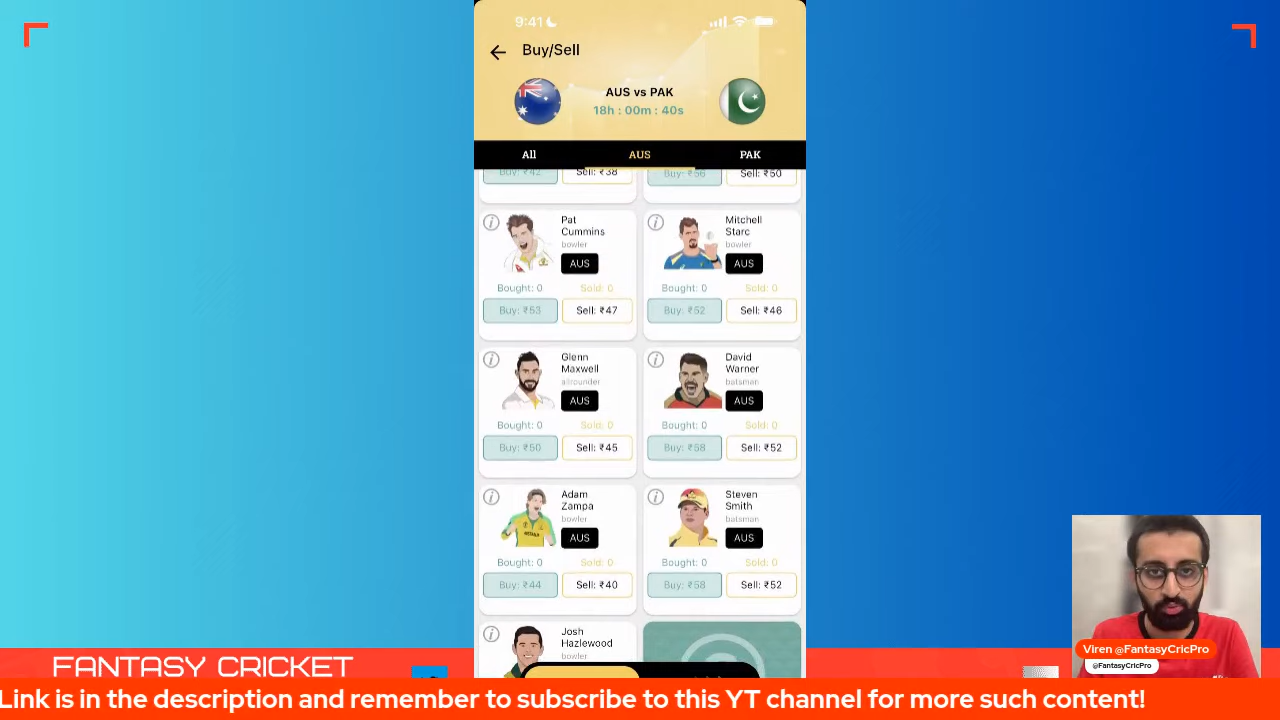 9:41
Buy/Sell
AUS vs PAK
18h : 00m : 40s
All
AUS
PAK
Buy: ₹42
Sell: ₹38
Buy: ₹56
Sell: ₹50
Pat
Cummins
bowler
AUS
Bought: 0
Sold: 0
Buy: ₹53
Sell: ₹47
Mitchell
Starc
bowler
AUS
Bought: 0
Sold: 0
Buy: ₹52
Sell: ₹46
Glenn
Maxwell
allrounder
AUS
Bought: 0
Sold: 0
Buy: ₹50
Sell: ₹45
David
Warner
batsman
AUS
Bought: 0
Sold: 0
Buy: ₹58
Sell: ₹52
Adam
Zampa
bowler
AUS
Bought: 0
Sold: 0
Buy: ₹44
Sell: ₹40
Steven
Smith
batsman
AUS
Bought: 0
Sold: 0
Buy: ₹58
Sell: ₹52
Josh
Hazlewood
bowler
Viren @FantasyCricPro
@FantasyCricPro
FANTASY CRICKET
Link is in the description and remember to subscribe to this YT channel for more such content!